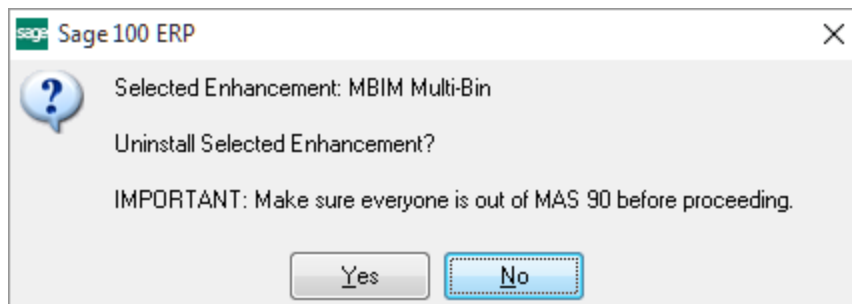 sage Sage 100 ERP
Selected Enhancement: MBIM Multi-Bin
Uninstall Selected Enhancement?
IMPORTANT: Make sure everyone is out of MAS 90 before proceeding.
Yes No